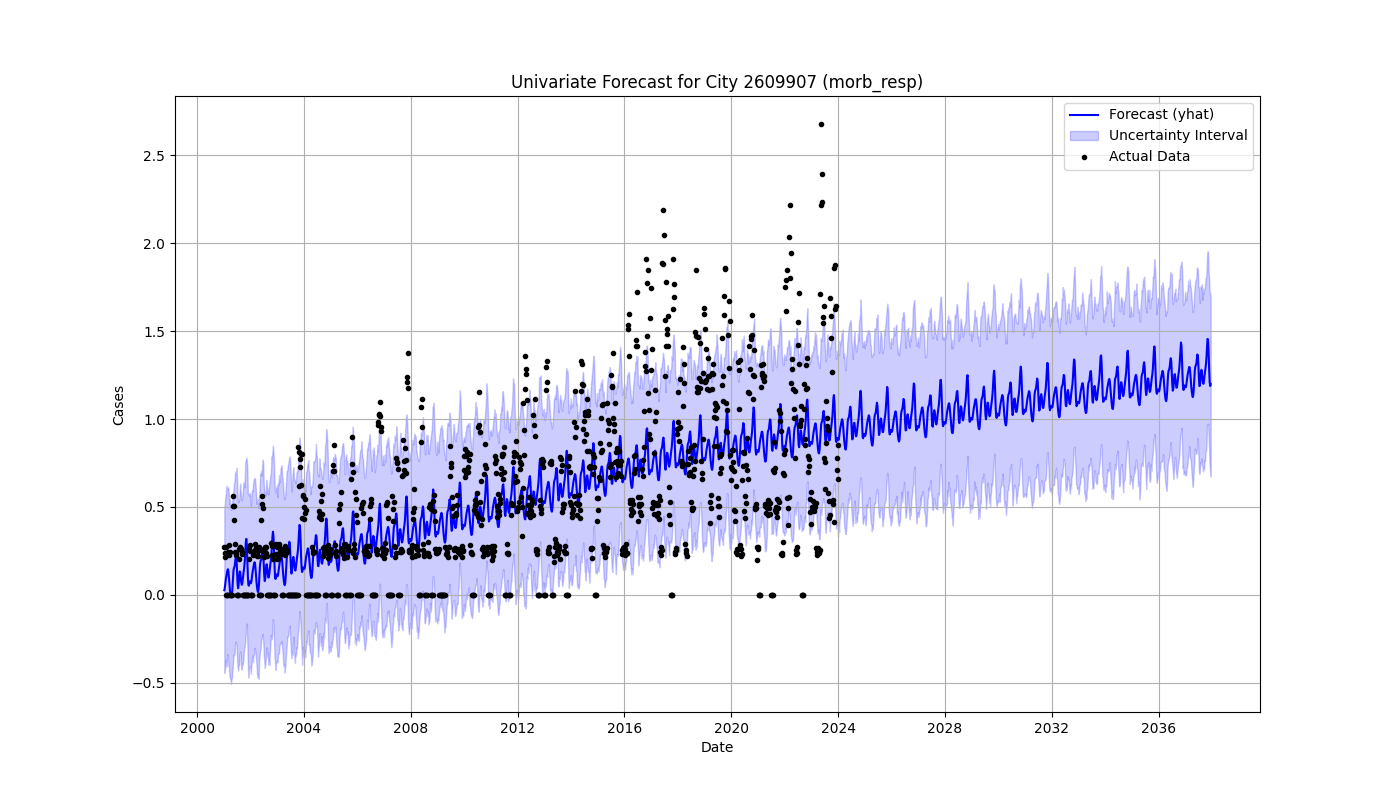 Univariate Forecast for City 2609907 (morb_resp)
Forecast (yhat)
Uncertainty Interval
Actual Data
Cases
2.5
2.0
1.5
1.0
0.5
0.0
−0.5
2000 2004 2008 2012 2016 2020 2024 2028 2032 2036
Date